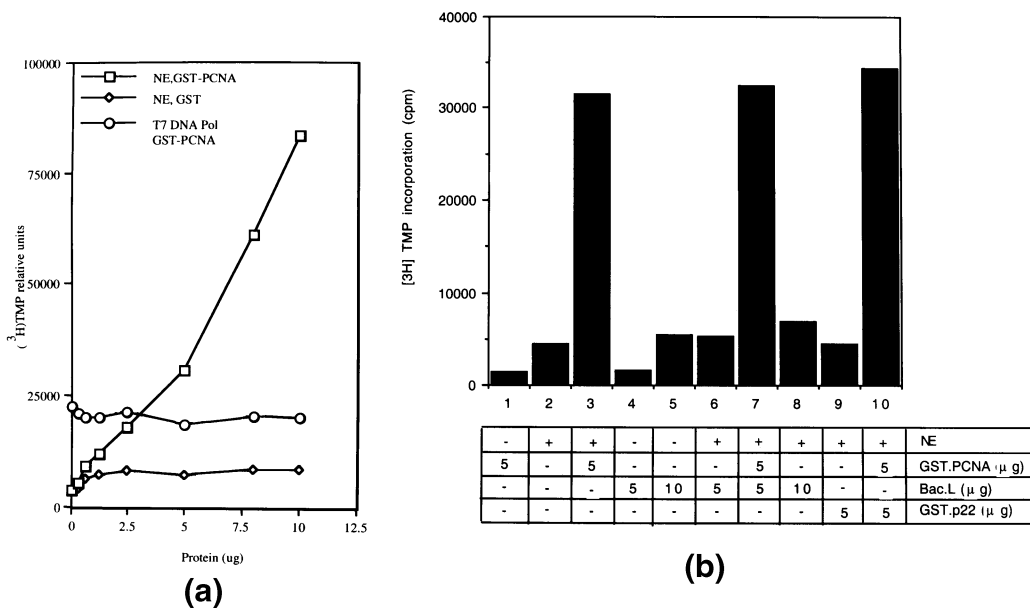 100000
75000
50000
25000
0
NE,GST-PCNA
NE, GST
T7 DNA Pol
GST-PCNA
(³H)TMP relative units
0 2.5 5 7.5 10 12.5
Protein (ug)
(a)
40000
30000
20000
10000
0
[3H] TMP incorporation (cpm)
1 2 3 4 5 6 7 8 9 10
- + + - - + + + + + NE
5 - 5 - - - 5 - - 5 GST.PCNA (μ g)
- - - 5 10 5 5 10 - - Bac.L (μ g)
- - - - - - - - 5 5 GST.p22 (μ g)
(b)